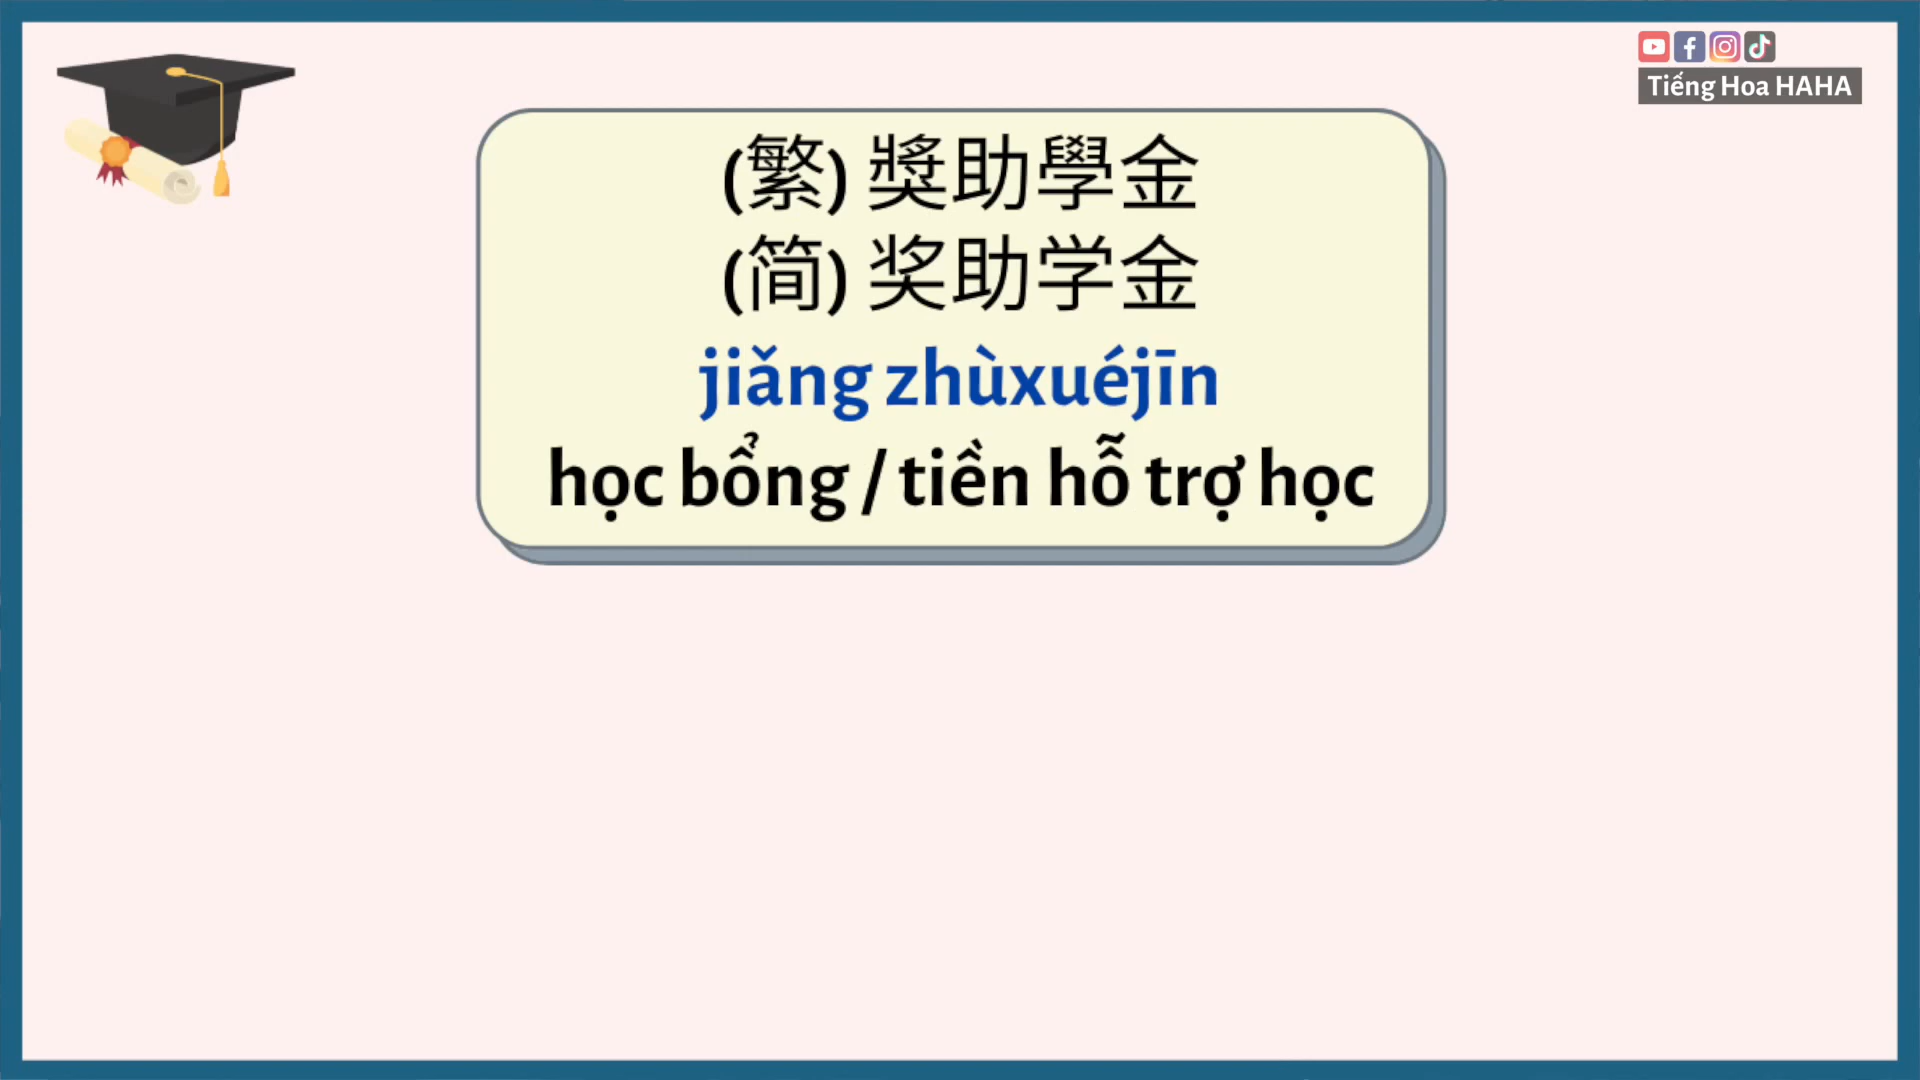 Tiếng Hoa HAHA
(繁) 獎助學金
(简) 奖助学金
jiǎng zhùxuéjīn
học bổng / tiền hỗ trợ học